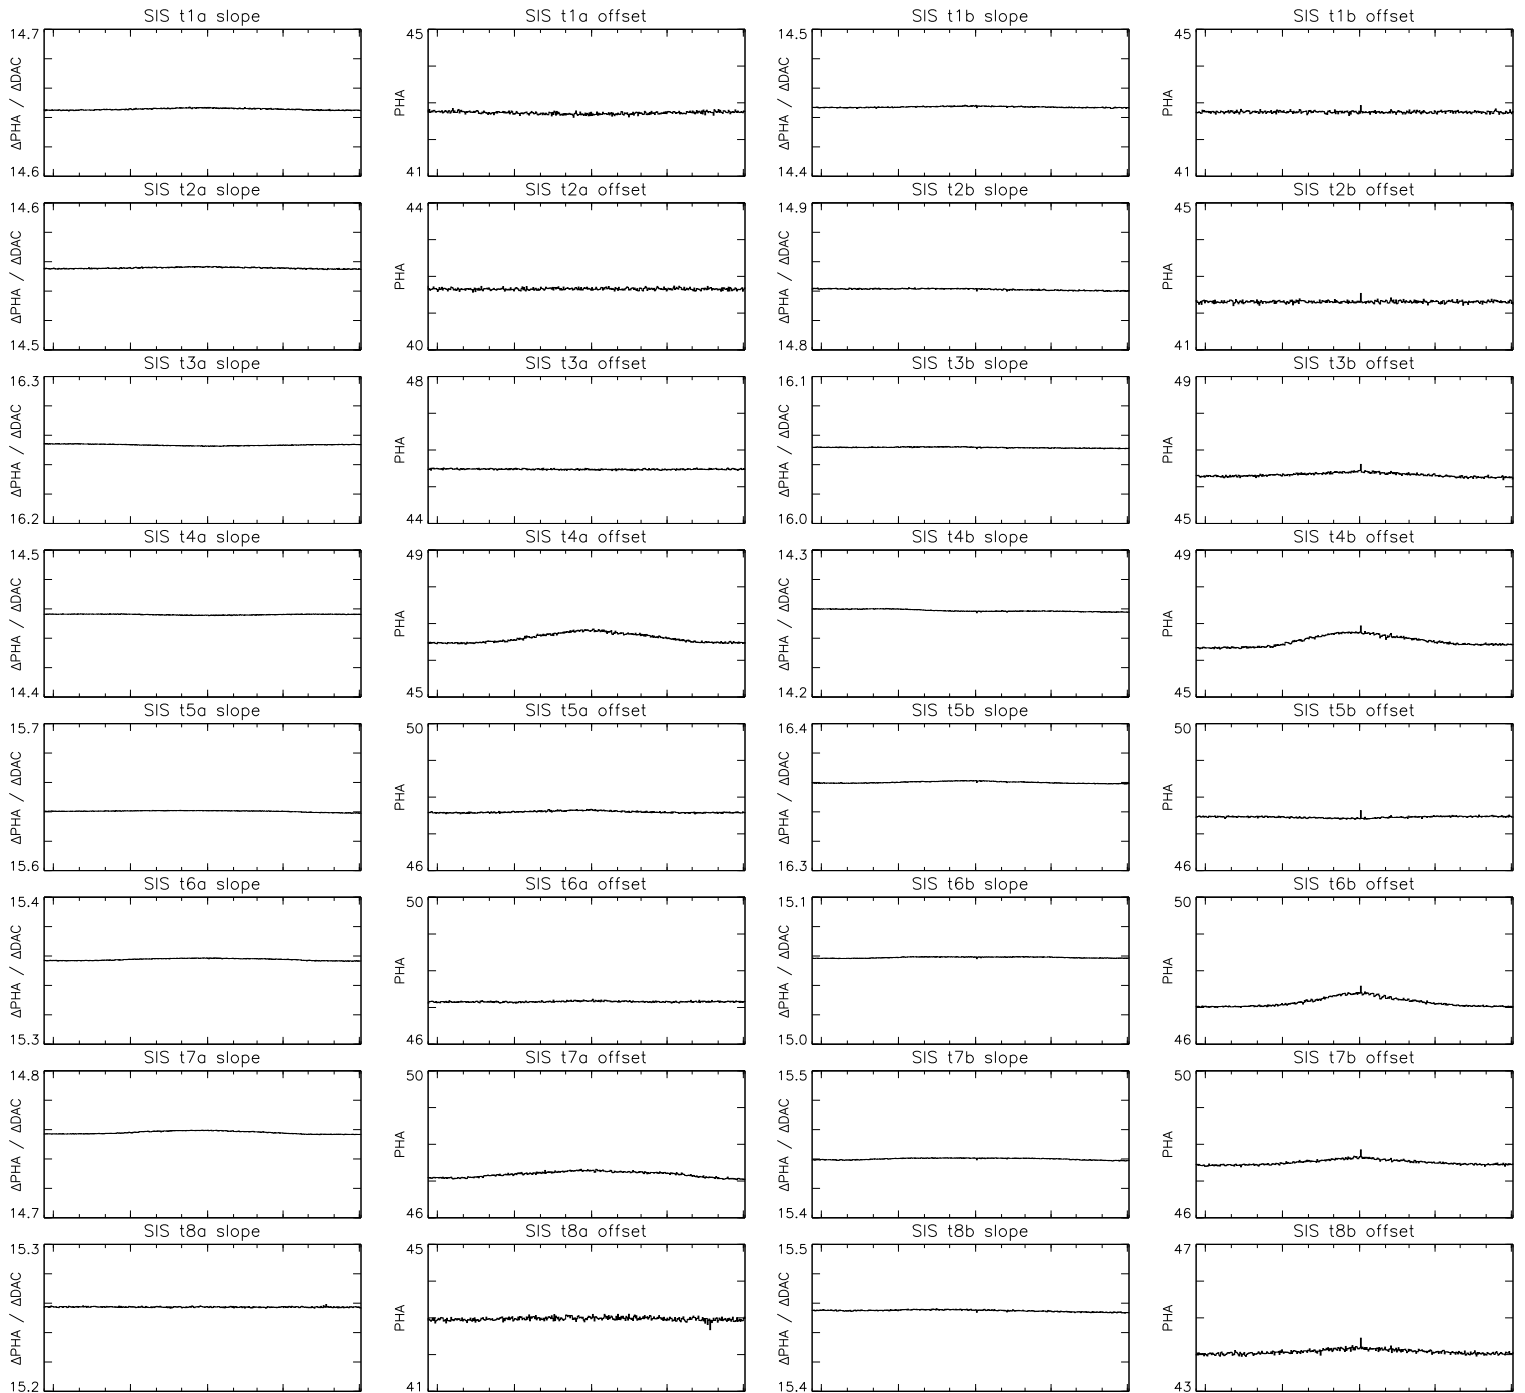 SIS t1a slope SIS t1a offset SIS t1b slope SIS t1b offset
14.7 45 14.5 45
ΔPHA / ΔDAC PHA ΔPHA / ΔDAC PHA
14.6 41 14.4 41
SIS t2a slope SIS t2a offset SIS t2b slope SIS t2b offset
14.6 44 14.9 45
ΔPHA / ΔDAC PHA ΔPHA / ΔDAC PHA
14.5 40 14.8 41
SIS t3a slope SIS t3a offset SIS t3b slope SIS t3b offset
16.3 48 16.1 49
ΔPHA / ΔDAC PHA ΔPHA / ΔDAC PHA
16.2 44 16.0 45
SIS t4a slope SIS t4a offset SIS t4b slope SIS t4b offset
14.5 49 14.3 49
ΔPHA / ΔDAC PHA ΔPHA / ΔDAC PHA
14.4 45 14.2 45
SIS t5a slope SIS t5a offset SIS t5b slope SIS t5b offset
15.7 50 16.4 50
ΔPHA / ΔDAC PHA ΔPHA / ΔDAC PHA
15.6 46 16.3 46
SIS t6a slope SIS t6a offset SIS t6b slope SIS t6b offset
15.4 50 15.1 50
ΔPHA / ΔDAC PHA ΔPHA / ΔDAC PHA
15.3 46 15.0 46
SIS t7a slope SIS t7a offset SIS t7b slope SIS t7b offset
14.8 50 15.5 50
ΔPHA / ΔDAC PHA ΔPHA / ΔDAC PHA
14.7 46 15.4 46
SIS t8a slope SIS t8a offset SIS t8b slope SIS t8b offset
15.3 45 15.5 47
ΔPHA / ΔDAC PHA ΔPHA / ΔDAC PHA
15.2 41 15.4 43